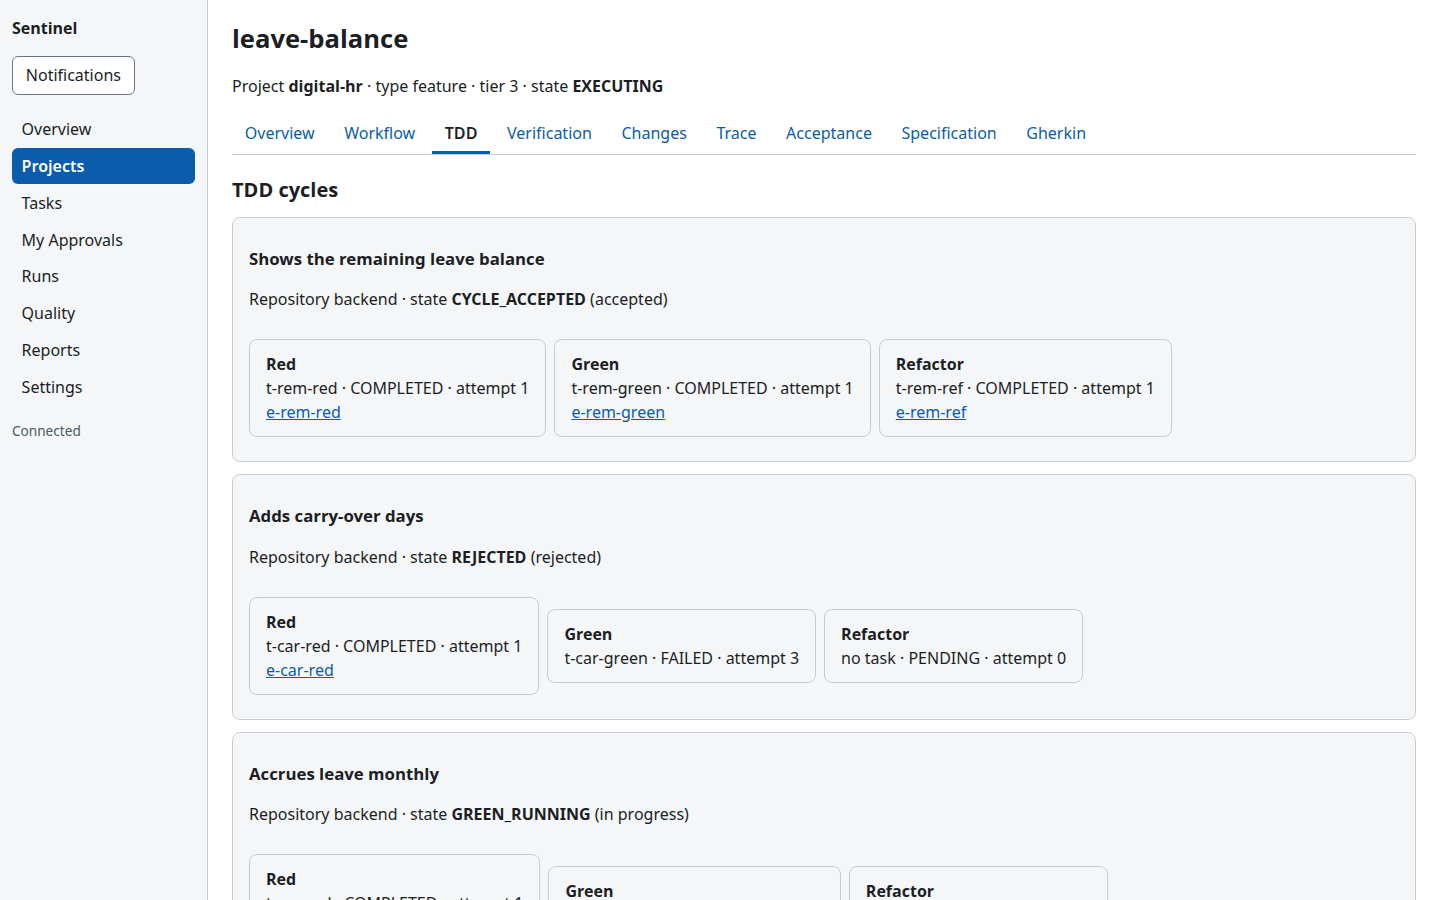 Sentinel
Notifications
Overview
Projects
Tasks
My Approvals
Runs
Quality
Reports
Settings
Connected
leave-balance
Project digital-hr · type feature · tier 3 · state EXECUTING
Overview Workflow TDD Verification Changes Trace Acceptance Specification Gherkin
TDD cycles
Shows the remaining leave balance
Repository backend · state CYCLE_ACCEPTED (accepted)
Red
t-rem-red · COMPLETED · attempt 1
e-rem-red
Green
t-rem-green · COMPLETED · attempt 1
e-rem-green
Refactor
t-rem-ref · COMPLETED · attempt 1
e-rem-ref
Adds carry-over days
Repository backend · state REJECTED (rejected)
Red
t-car-red · COMPLETED · attempt 1
e-car-red
Green
t-car-green · FAILED · attempt 3
Refactor
no task · PENDING · attempt 0
Accrues leave monthly
Repository backend · state GREEN_RUNNING (in progress)
Red
Green
Refactor